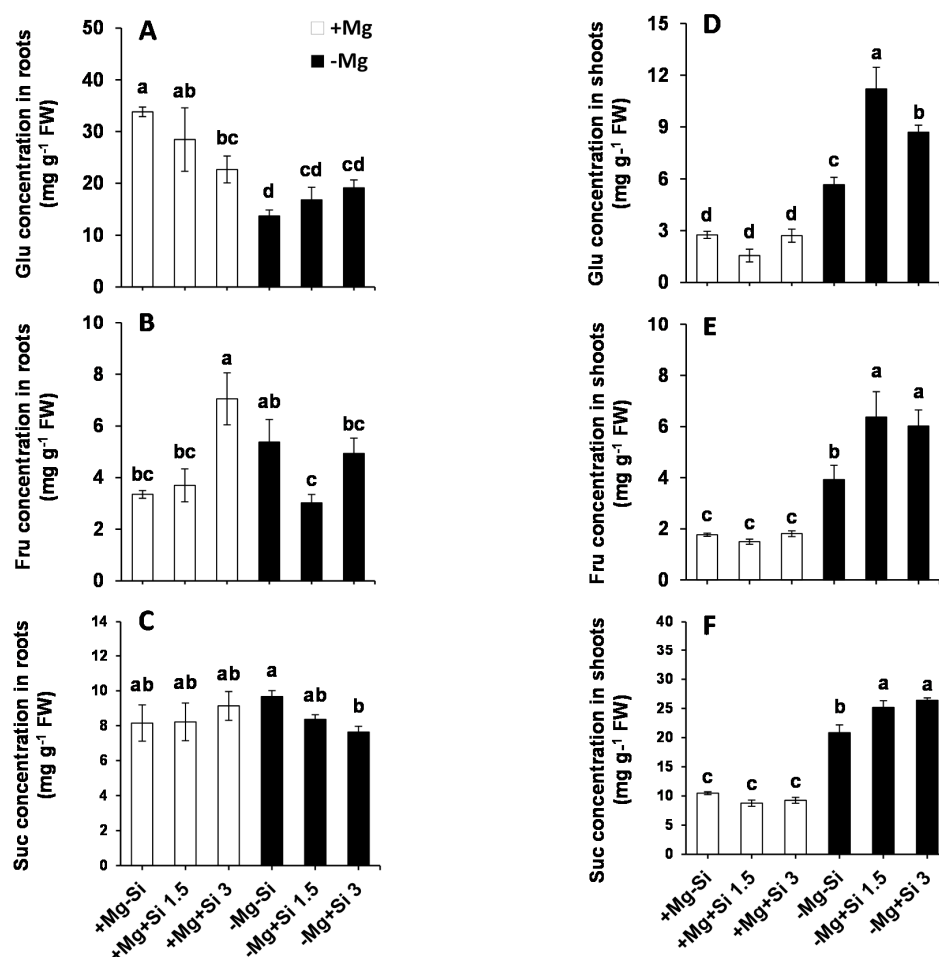 A
+Mg
-Mg
Glu concentration in roots
(mg g-1 FW)
50
40
30
20
10
0
a
ab
bc
d
cd
cd
B
Fru concentration in roots
(mg g-1 FW)
10
8
6
4
2
0
bc
bc
a
ab
c
bc
C
Suc concentration in roots
(mg g-1 FW)
14
12
10
8
6
4
2
0
ab
ab
ab
a
ab
b
+Mg-Si
+Mg+Si 1.5
+Mg+Si 3
-Mg-Si
-Mg+Si 1.5
-Mg+Si 3
D
Glu concentration in shoots
(mg g-1 FW)
15
12
9
6
3
0
d
d
d
c
a
b
E
Fru concentration in shoots
(mg g-1 FW)
10
8
6
4
2
0
c
c
c
b
a
a
F
Suc concentration in shoots
(mg g-1 FW)
40
35
30
25
20
15
10
5
0
c
c
c
b
a
a
+Mg-Si
+Mg+Si 1.5
+Mg+Si 3
-Mg-Si
-Mg+Si 1.5
-Mg+Si 3